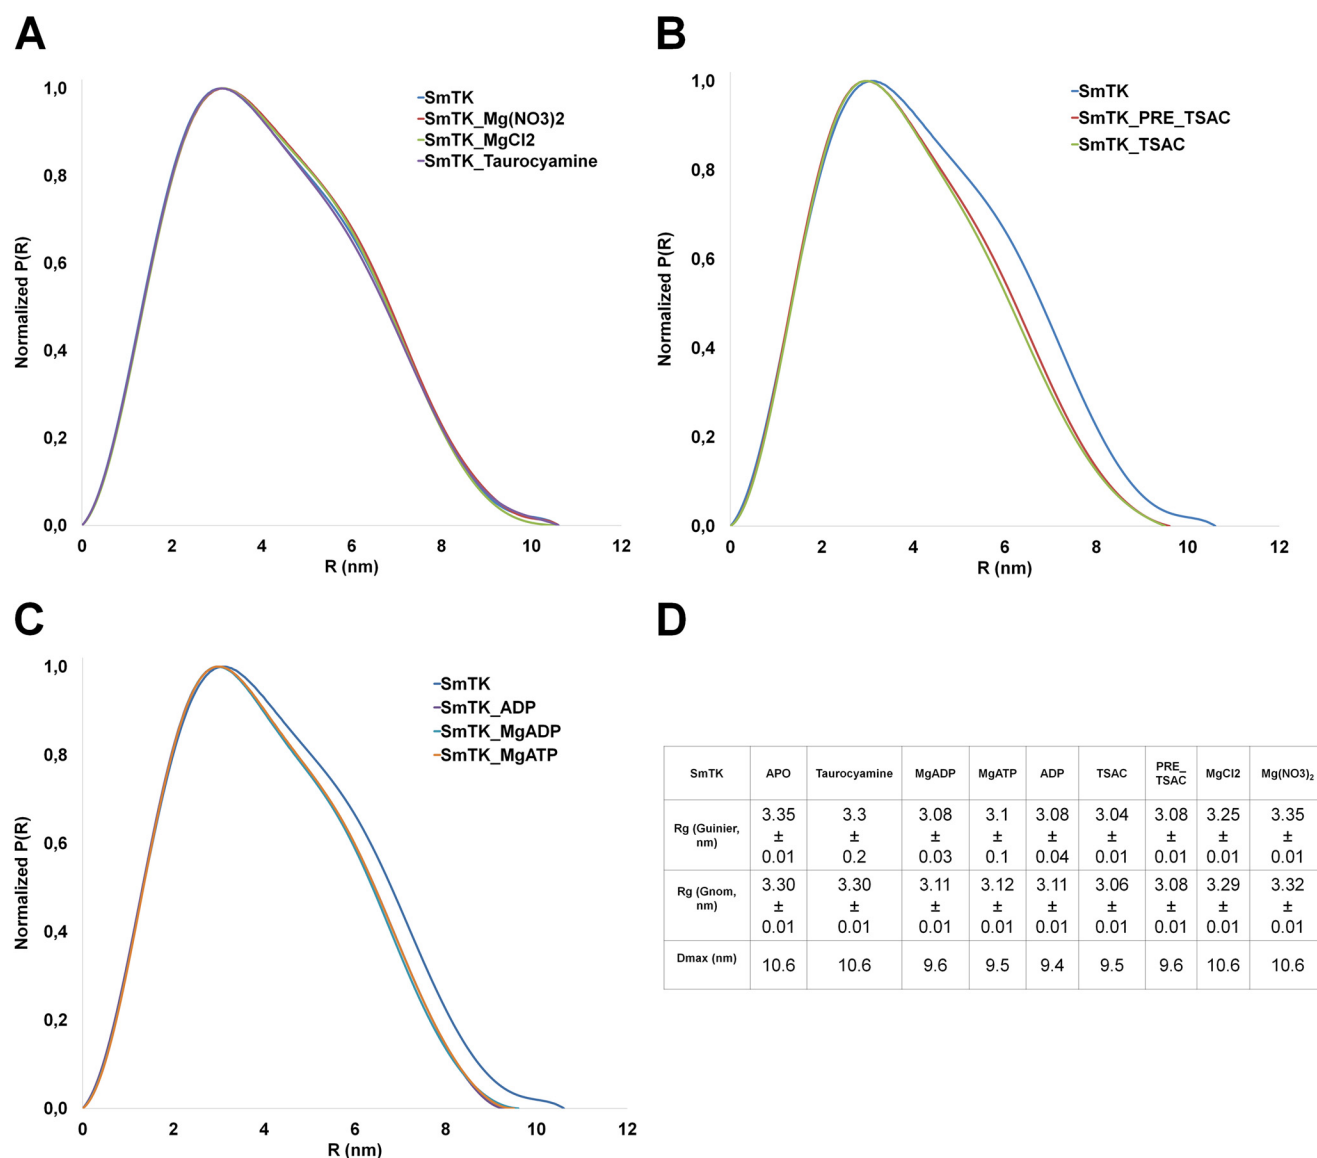 A
1,0
0,8
0,6
0,4
0,2
0,0
Normalized P(R)
0 2 4 6 8 10 12
R (nm)
SmTK
SmTK_Mg(NO3)2
SmTK_MgCl2
SmTK_Taurocyamine
B
1,0
0,8
0,6
0,4
0,2
0,0
Normalized P(R)
0 2 4 6 8 10 12
R (nm)
SmTK
SmTK_PRE_TSAC
SmTK_TSAC
C
1,0
0,8
0,6
0,4
0,2
0,0
Normalized P(R)
0 2 4 6 8 10 12
R (nm)
SmTK
SmTK_ADP
SmTK_MgADP
SmTK_MgATP
D
SmTK APO Taurocyamine MgADP MgATP ADP TSAC PRE_ MgCl2 Mg(NO3)₂
TSAC
Rg (Guinier, 3.35 3.3 3.08 3.1 3.08 3.04 3.08 3.25 3.35
nm) ± ± ± ± ± ± ± ± ±
0.01 0.2 0.03 0.1 0.04 0.01 0.01 0.01 0.01
Rg (Gnom, 3.30 3.30 3.11 3.12 3.11 3.06 3.08 3.29 3.32
nm) ± ± ± ± ± ± ± ± ±
0.01 0.01 0.01 0.01 0.01 0.01 0.01 0.01 0.01
Dmax (nm) 10.6 10.6 9.6 9.5 9.4 9.5 9.6 10.6 10.6